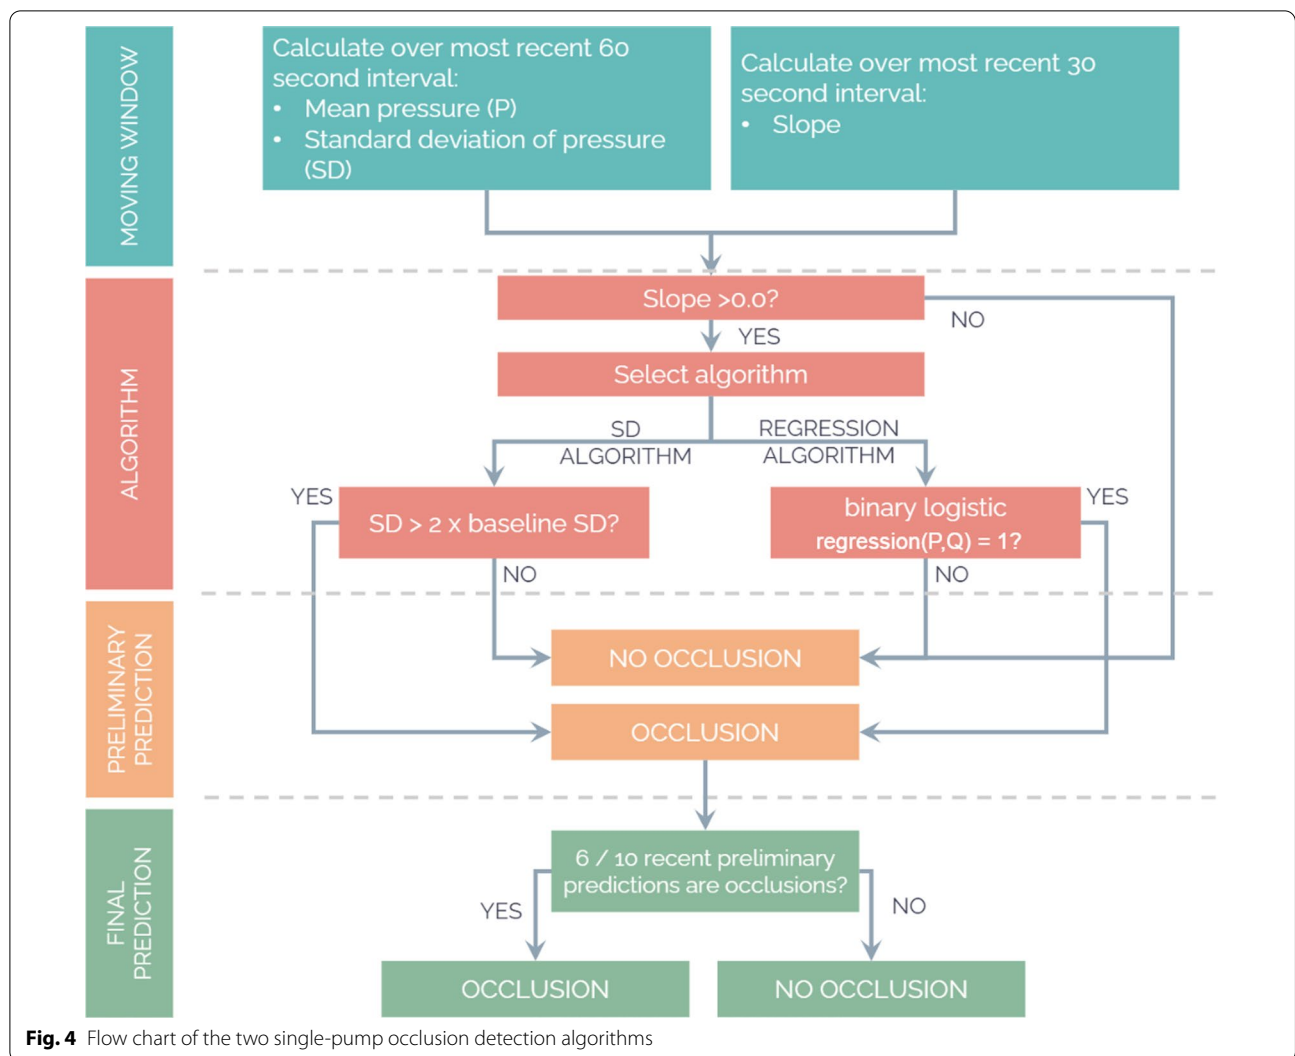 MOVING WINDOW
Calculate over most recent 60
second interval:
• Mean pressure (P)
• Standard deviation of pressure
(SD)
Calculate over most recent 30
second interval:
• Slope
ALGORITHM
Slope >0.0?
NO
YES
Select algorithm
SD
ALGORITHM
REGRESSION
ALGORITHM
YES
SD > 2 x baseline SD?
binary logistic
regression(P,Q) = 1?
YES
NO
NO
PRELIMINARY
PREDICTION
NO OCCLUSION
OCCLUSION
FINAL
PREDICTION
6 / 10 recent preliminary
predictions are occlusions?
YES
NO
OCCLUSION
NO OCCLUSION
Fig. 4 Flow chart of the two single-pump occlusion detection algorithms